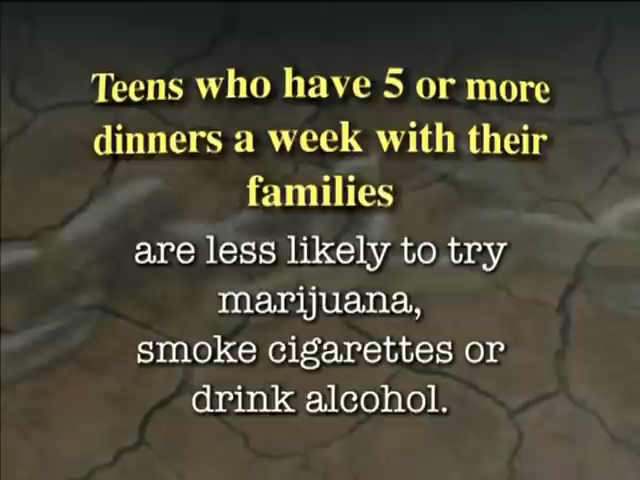 Teens who have 5 or more
dinners a week with their
families
are less likely to try
marijuana,
smoke cigarettes or
drink alcohol.